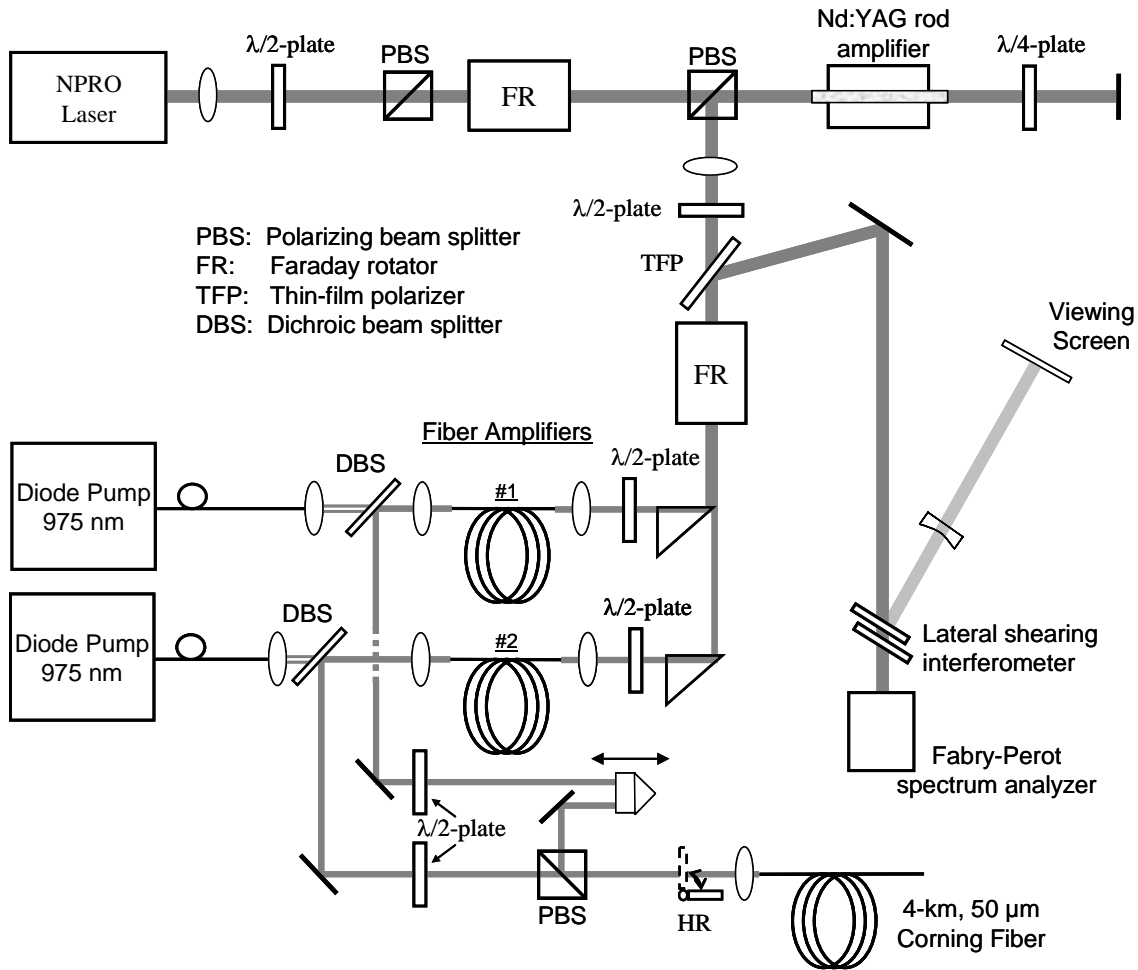 λ/2-plate
PBS
PBS
Nd:YAG rod
amplifier
λ/4-plate
NPRO
Laser
FR
λ/2-plate
PBS: Polarizing beam splitter
FR: Faraday rotator
TFP: Thin-film polarizer
DBS: Dichroic beam splitter
TFP
Viewing
Screen
FR
Fiber Amplifiers
λ/2-plate
DBS
#1
Diode Pump
975 nm
λ/2-plate
DBS
#2
Diode Pump
975 nm
Lateral shearing
interferometer
Fabry-Perot
spectrum analyzer
λ/2-plate
PBS
HR
4-km, 50 µm
Corning Fiber